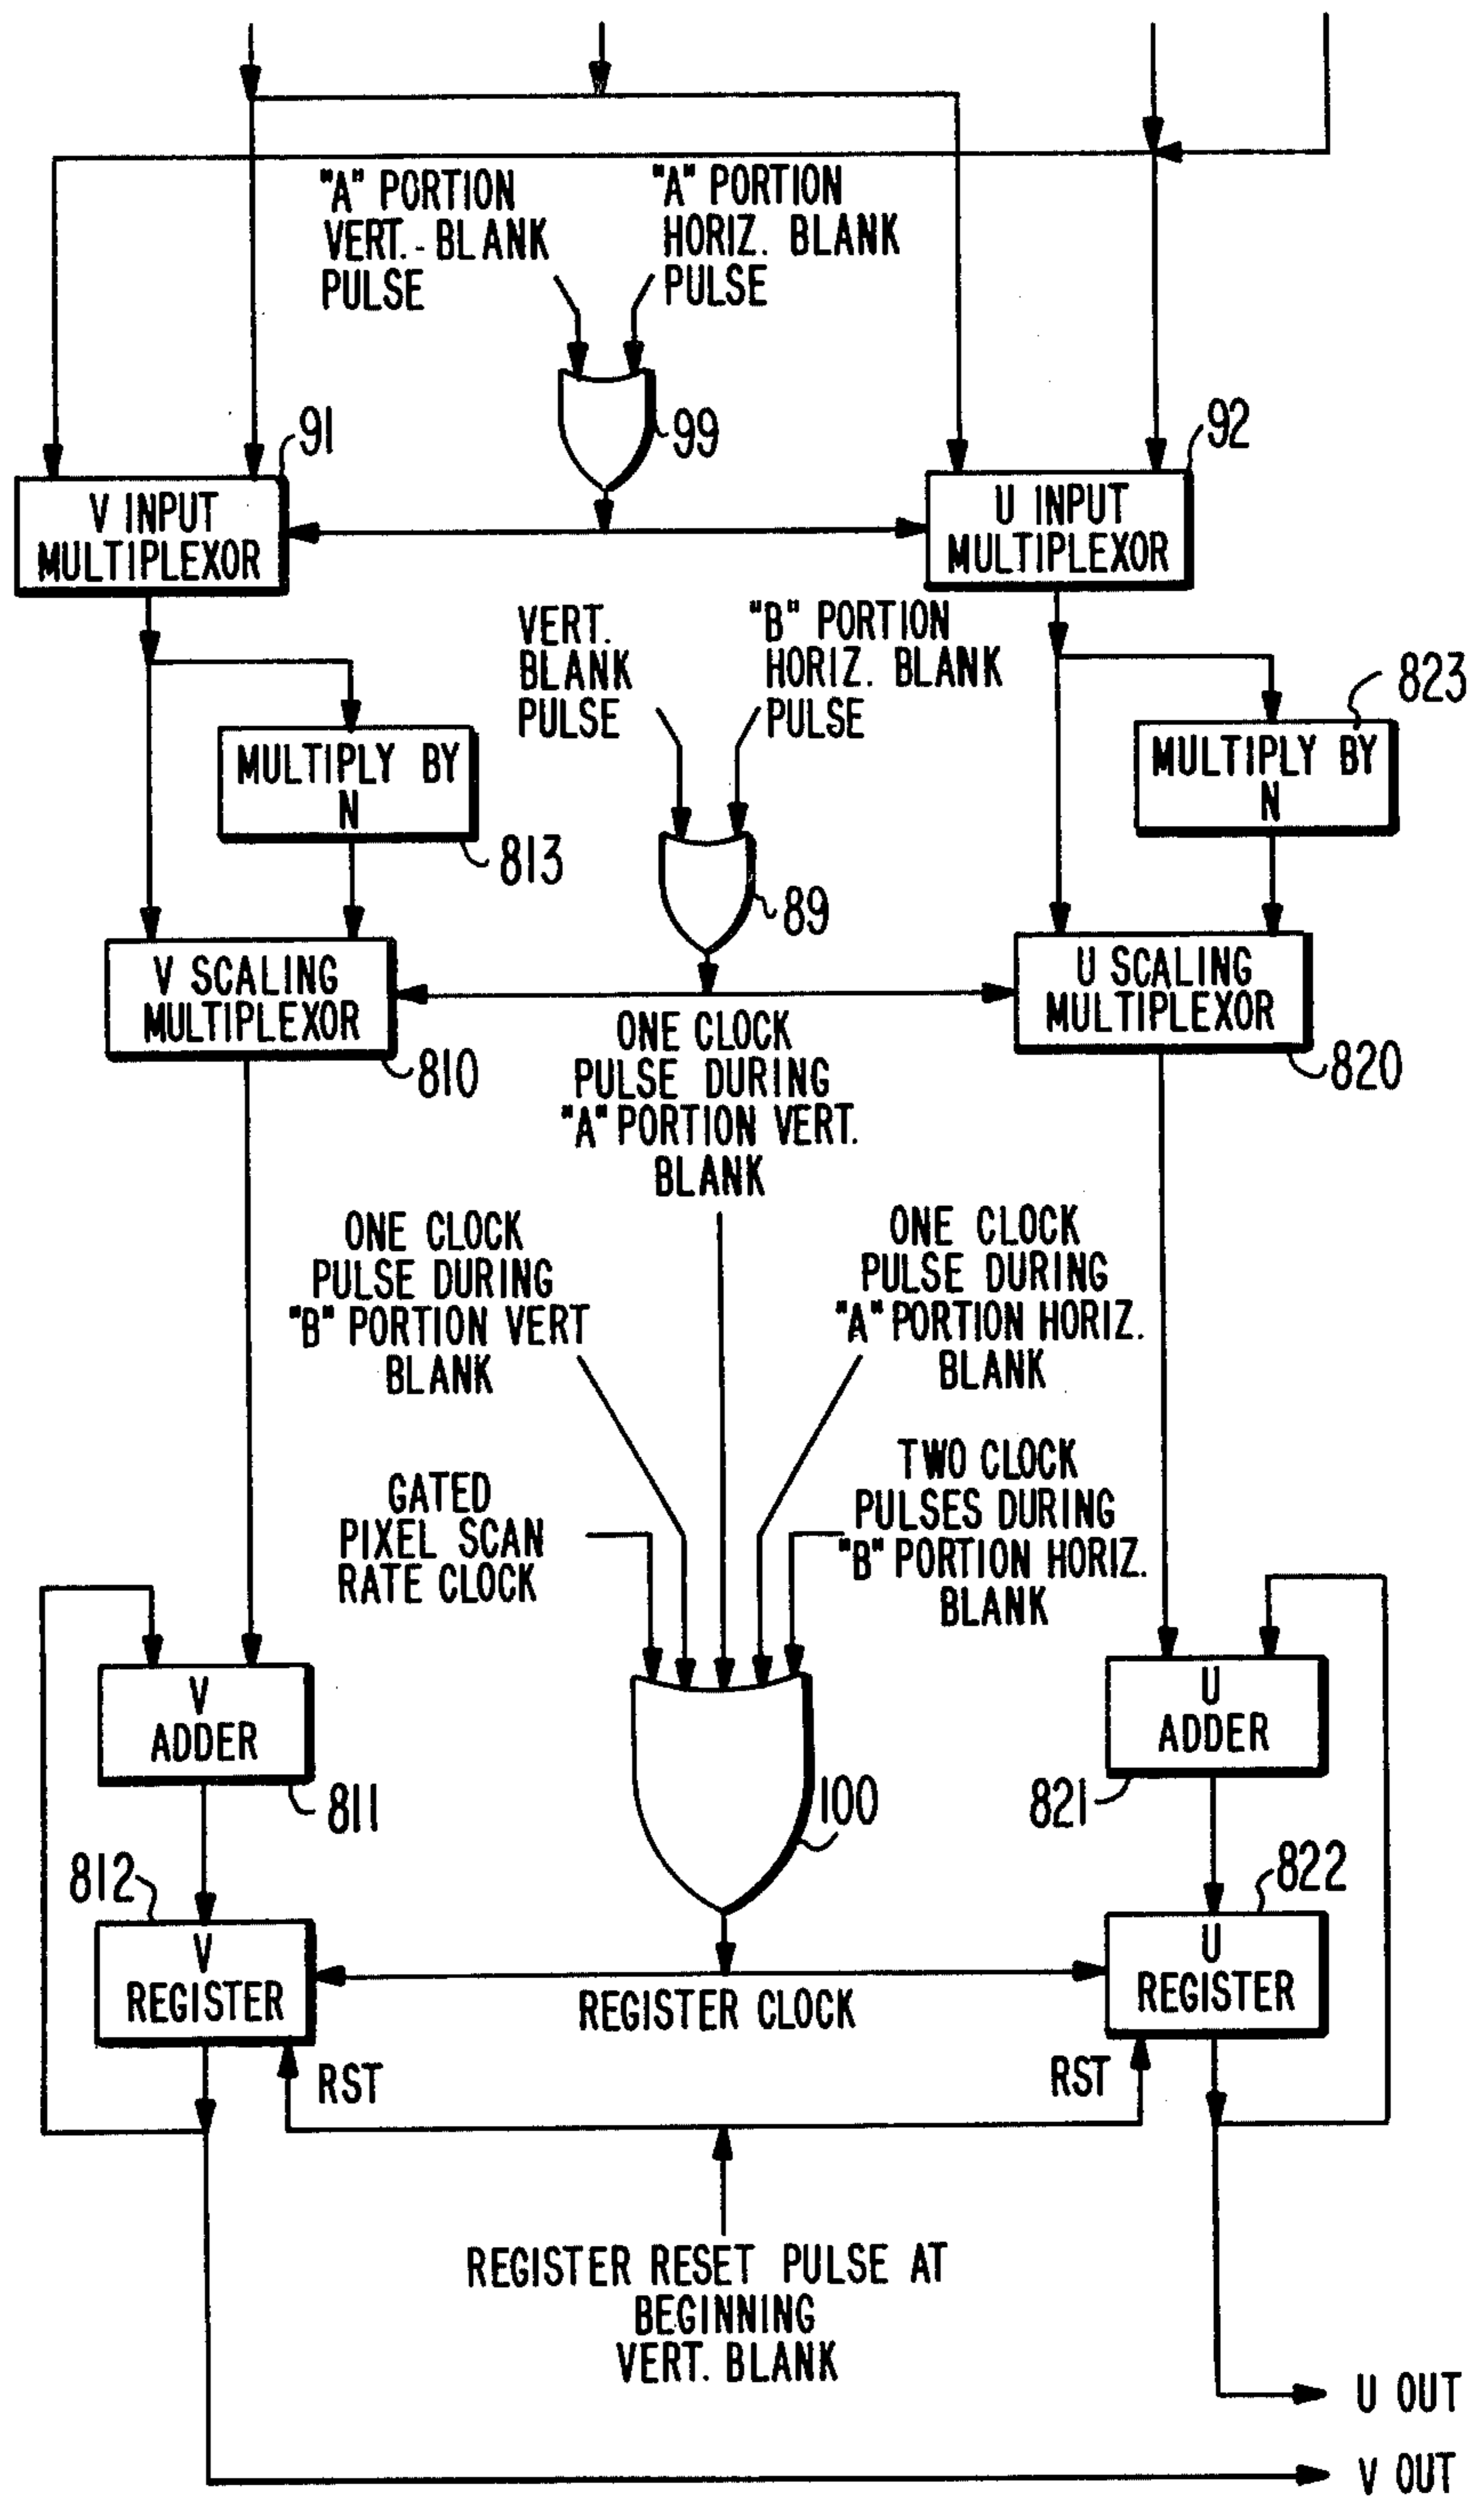 "A" PORTION
VERT.-BLANK
PULSE
"A" PORTION
HORIZ. BLANK
PULSE
99
91
V INPUT
MULTIPLEXOR
92
U INPUT
MULTIPLEXOR
VERT.
BLANK
PULSE
"B" PORTION
HORIZ. BLANK
PULSE
823
MULTIPLY BY
N
813
MULTIPLY BY
N
89
V SCALING
MULTIPLEXOR
810
U SCALING
MULTIPLEXOR
820
ONE CLOCK
PULSE DURING
"A" PORTION VERT.
BLANK
ONE CLOCK
PULSE DURING
"B" PORTION VERT
BLANK
ONE CLOCK
PULSE DURING
"A" PORTION HORIZ.
BLANK
GATED
PIXEL SCAN
RATE CLOCK
TWO CLOCK
PULSES DURING
"B" PORTION HORIZ.
BLANK
V
ADDER
811
100
U
ADDER
821
812
V
REGISTER
822
U
REGISTER
REGISTER CLOCK
RST
RST
REGISTER RESET PULSE AT
BEGINNING
VERT. BLANK
U OUT
V OUT